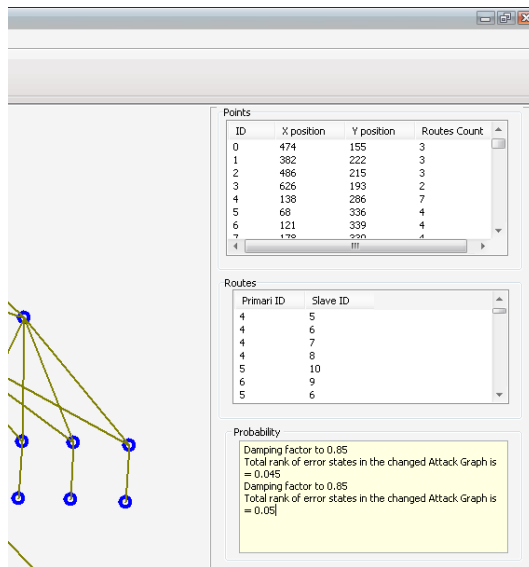 Points
ID X position Y position Routes Count
0 474 155 3
1 382 222 3
2 486 215 3
3 626 193 2
4 138 286 7
5 68 336 4
6 121 339 4
7 178 330 4
Routes
Primari ID Slave ID
4 5
4 6
4 7
4 8
5 10
6 9
5 6
Probability
Damping factor to 0.85
Total rank of error states in the changed Attack Graph is
= 0.045
Damping factor to 0.85
Total rank of error states in the changed Attack Graph is
= 0.05